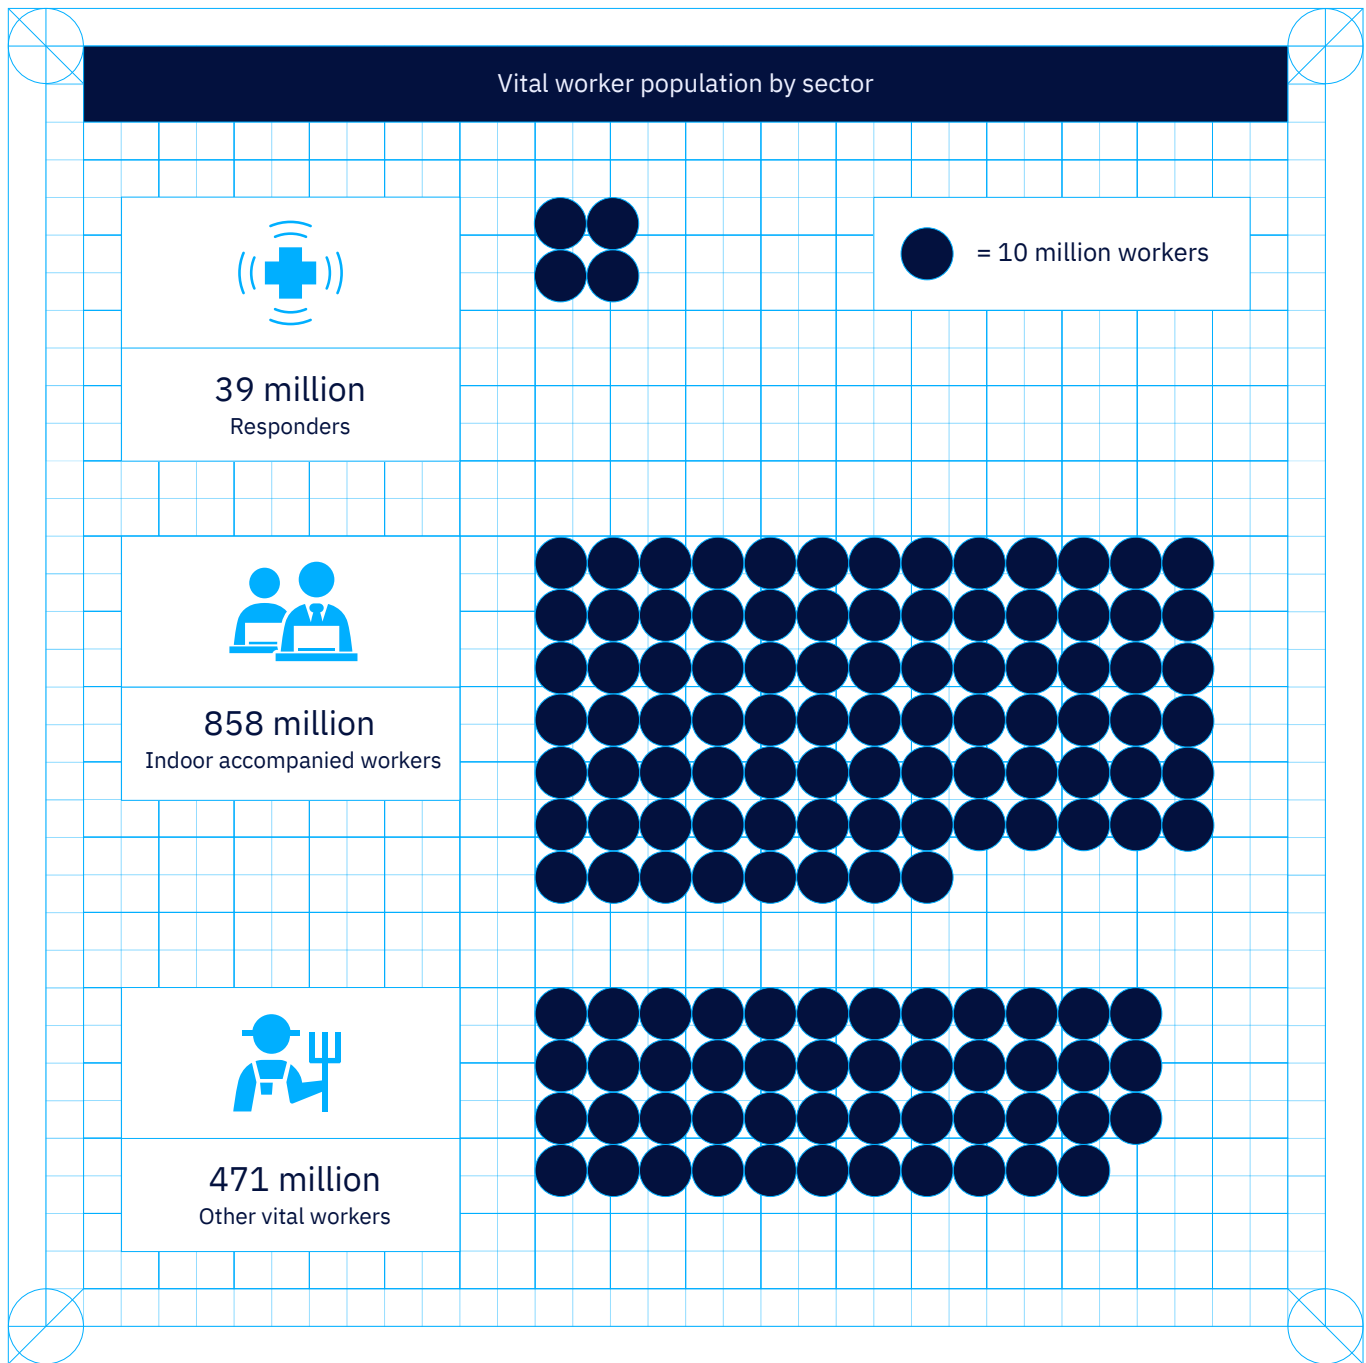 Vital worker population by sector
= 10 million workers
39 million
Responders
858 million
Indoor accompanied workers
471 million
Other vital workers